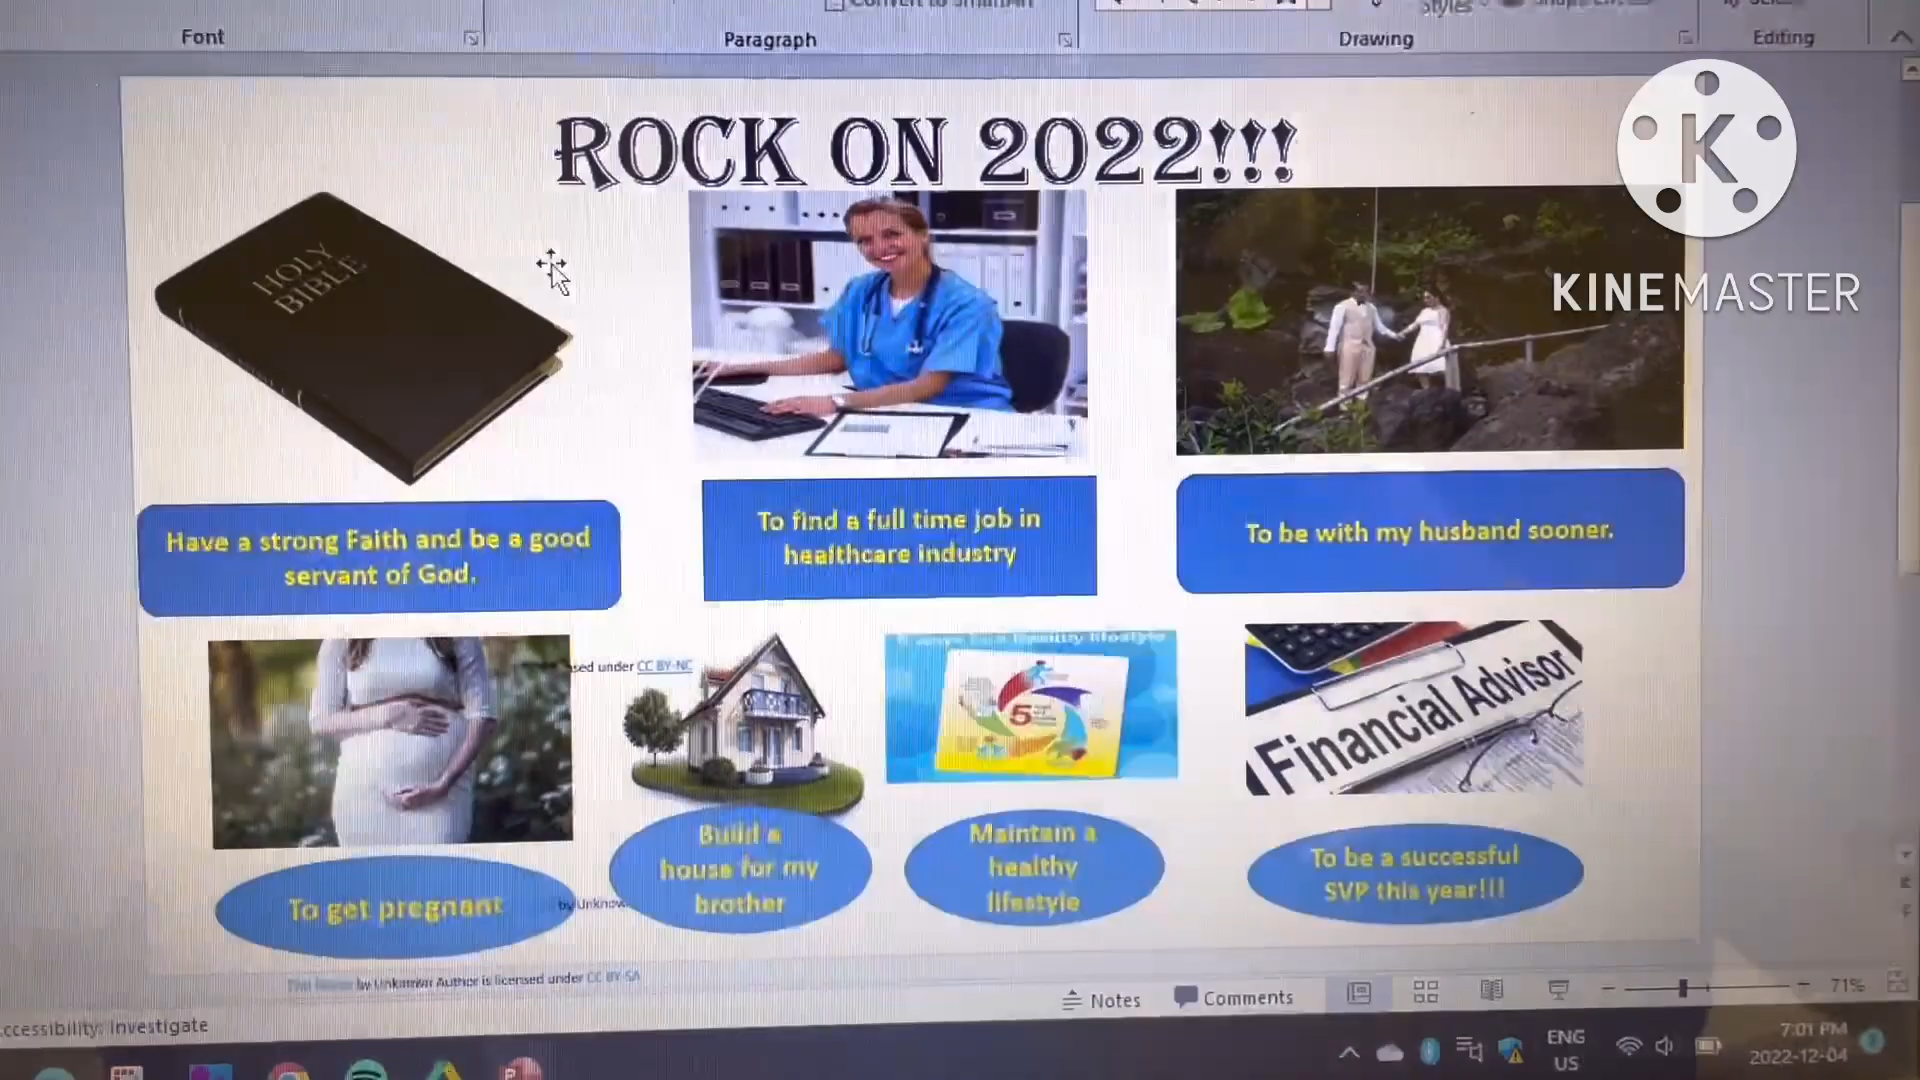 Font
Paragraph
Drawing
Editing
ROCK ON 2022!!!
K
KINEMASTER
HOLY
BIBLE
Have a strong Faith and be a good
servant of God.
To find a full time job in
healthcare industry
To be with my husband sooner.
sed under CC BY-NC
5
Financial Advisor
To get pregnant
by Unknow
Build a
house for my
brother
Maintain a
healthy
lifestyle
To be a successful
SVP this year!!!
by Unknown Author is licensed under CC BY-SA
Notes
Comments
71%
ccessibility: Investigate
ENG
US
7:01 PM
2022-12-04